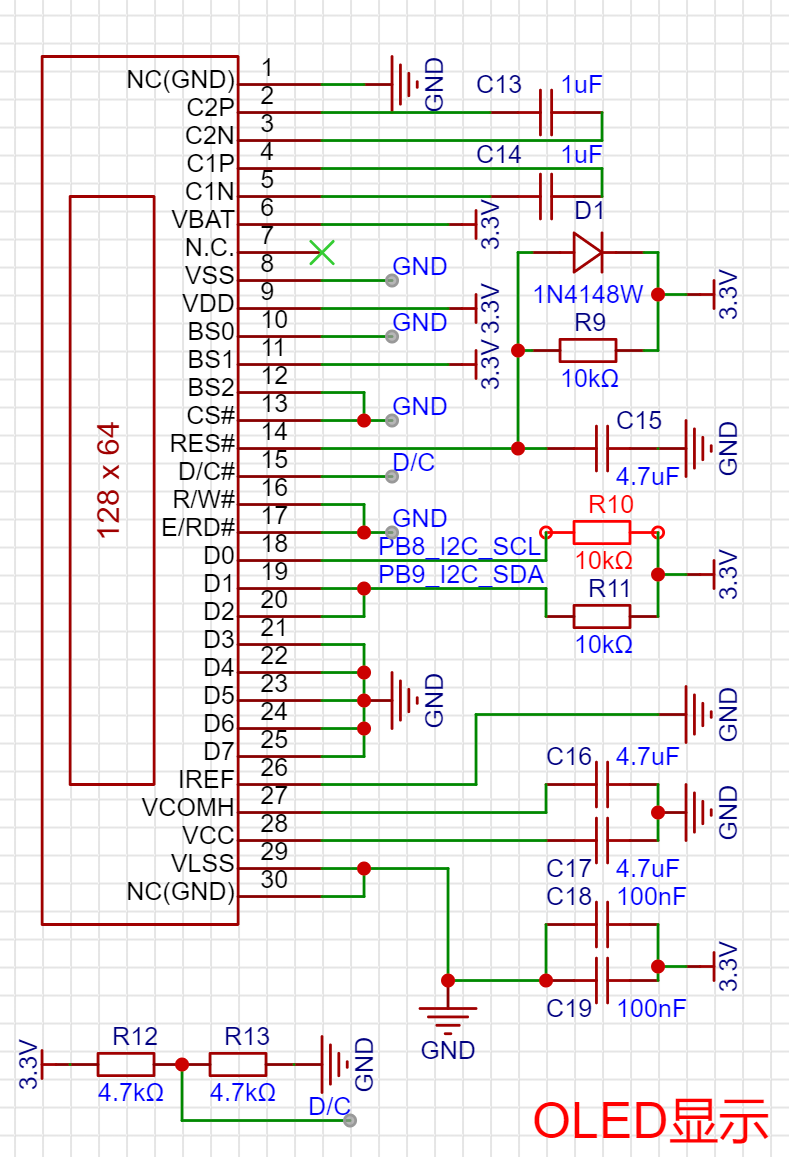 NC(GND) 1 GND
C2P 2 C13 1uF
C2N 3
C1P 4 C14 1uF
C1N 5
VBAT 6 3.3V D1
N.C. 7
VSS 8 GND
1N4148W 3.3V
VDD 9 3.3V
BS0 10 GND R9
BS1 11 3.3V
10kΩ
BS2 12
CS# 13 GND
RES# 14 C15 GND
D/C# 15 D/C 4.7uF
R/W# 16
E/RD# 17 GND R10
D0 18 PB8_I2C_SCL 10kΩ
D1 19 PB9_I2C_SDA R11 3.3V
D2 20
10kΩ
D3 21
D4 22
D5 23 GND
D6 24 GND
D7 25
IREF 26 C16 4.7uF
VCOMH 27 GND
VCC 28
VLSS 29 C17 4.7uF
NC(GND) 30 C18 100nF
128 x 64
3.3V
C19 100nF
GND
3.3V R12 R13 GND
4.7kΩ 4.7kΩ
D/C
OLED显示